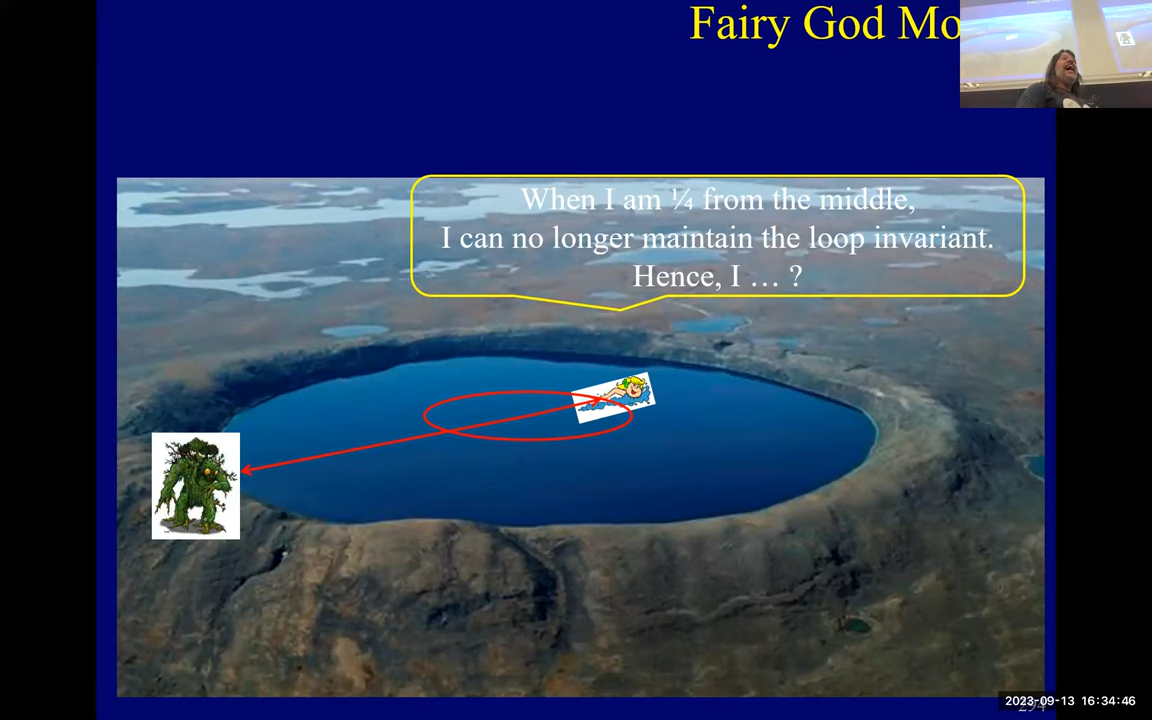 Fairy God Mo
When I am ¼ from the middle,
I can no longer maintain the loop invariant.
Hence, I … ?
2023-09-13 16:34:46